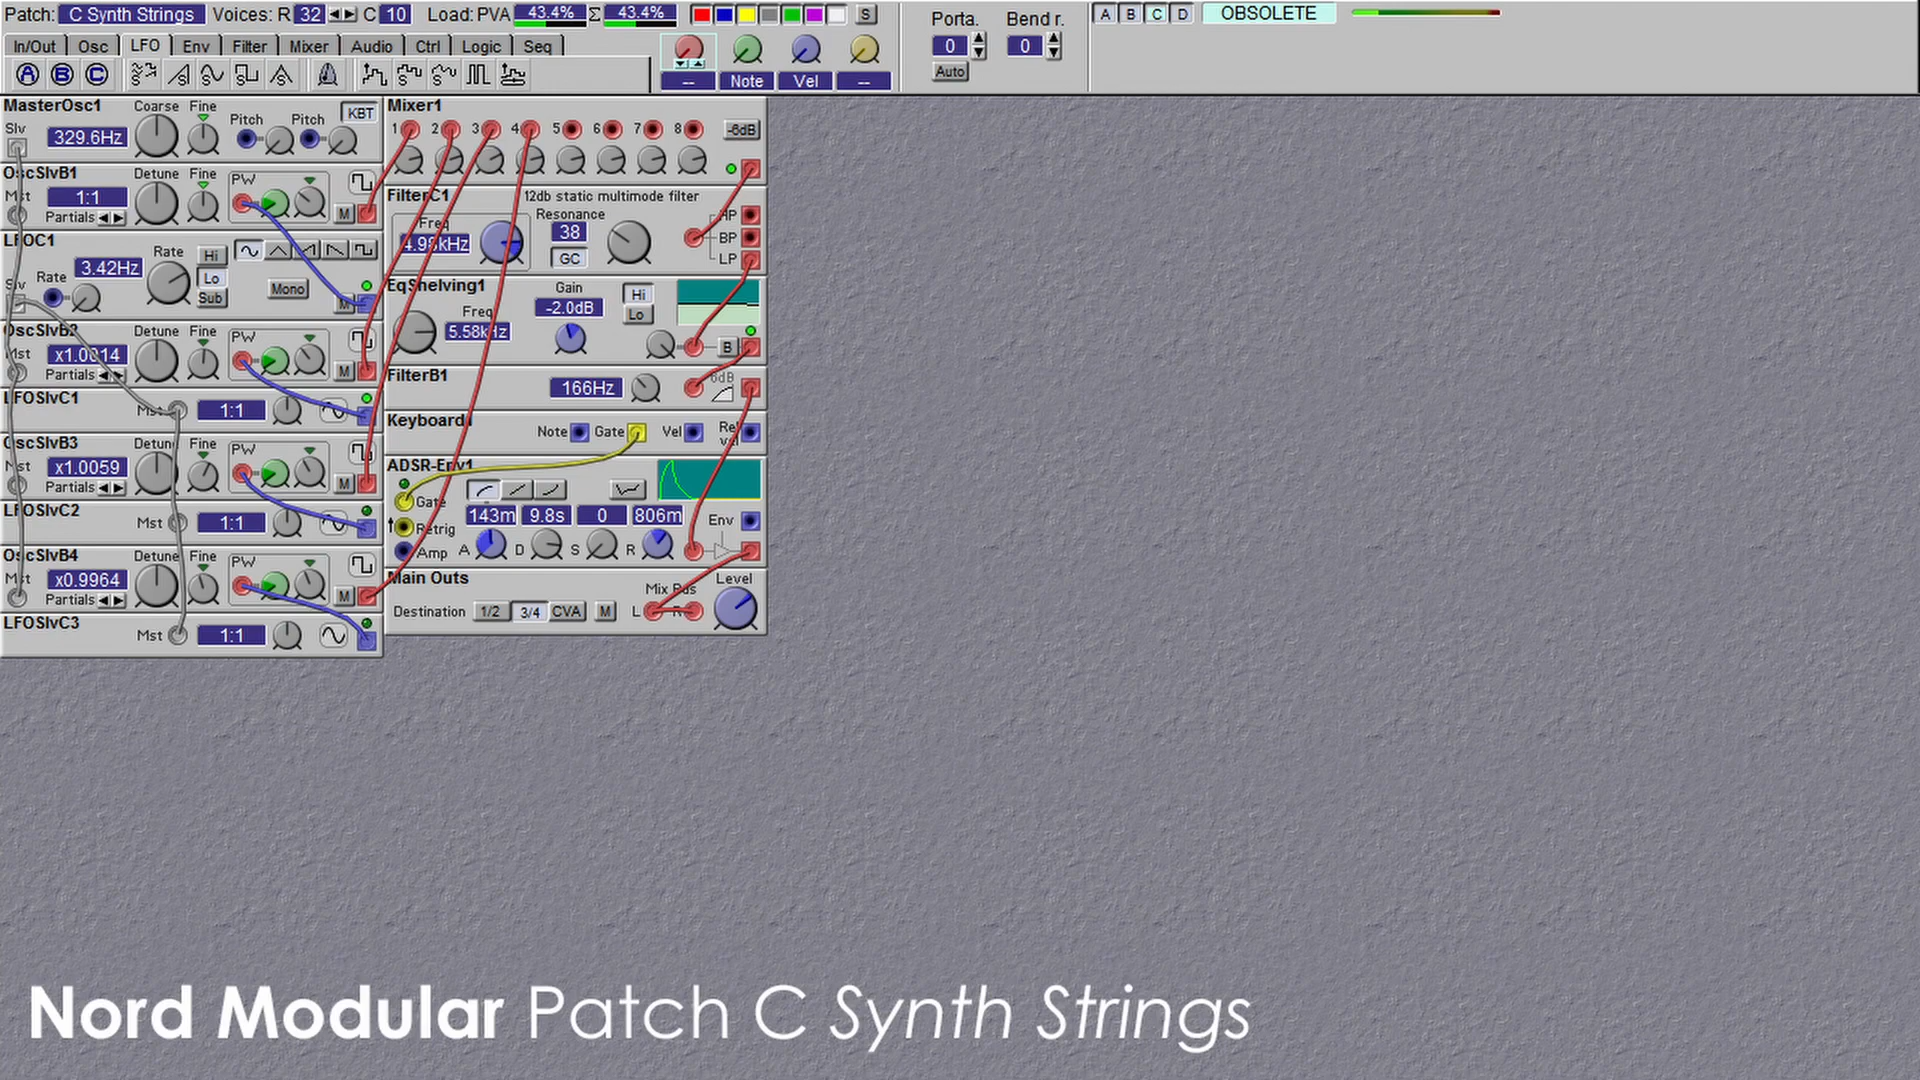 Patch: C Synth Strings Voices: R 32 C 10 Load: PVA 43.4% Σ 43.4% S
In/Out Osc LFO Env Filter Mixer Audio Ctrl Logic Seq
A B C
-- Note Vel --
Porta. Bend r.
0 0
Auto
A B C D OBSOLETE
MasterOsc1 Coarse Fine Pitch Pitch KBT
Slv 329.6Hz
OscSlvB1 Detune Fine PW
Mst 1:1
Partials M
LFOC1 Rate Hi
Rate 3.42Hz Lo
Slv Sub Mono M
OscSlvB2 Detune Fine PW
Mst x1.0014
Partials M
LFOSlvC1 Mst 1:1
OscSlvB3 Detune Fine PW
Mst x1.0059
Partials M
LFOSlvC2 Mst 1:1
OscSlvB4 Detune Fine PW
Mst x0.9964
Partials M
LFOSlvC3 Mst 1:1
Mixer1
1 2 3 4 5 6 7 8 -6dB
FilterC1 12db static multimode filter
Freq Resonance HP
4.98kHz 38 BP
GC LP
EqShelving1 Gain Hi
Freq -2.0dB Lo
5.58kHz B
FilterB1 166Hz 6dB
Keyboard1 Note Gate Vel Rel vel
ADSR-Env1
Gate
143m 9.8s 0 806m Env
Retrig
Amp A D S R
Main Outs Mix Bus Level
Destination 1/2 3/4 CVA M L R
Nord Modular Patch C Synth Strings